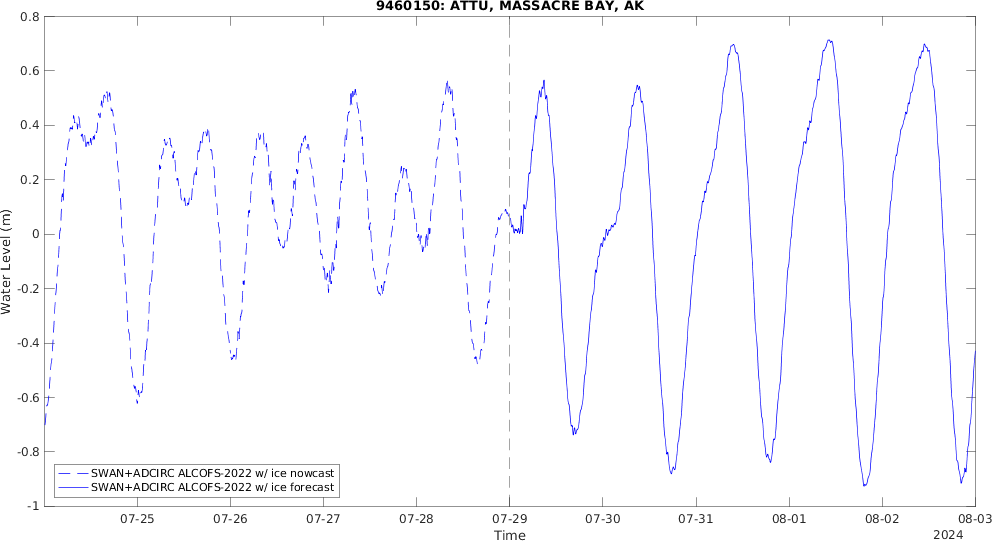 9460150: ATTU, MASSACRE BAY, AK
Water Level (m)
0.8
0.6
0.4
0.2
0
-0.2
-0.4
-0.6
-0.8
-1
SWAN+ADCIRC ALCOFS-2022 w/ ice nowcast
SWAN+ADCIRC ALCOFS-2022 w/ ice forecast
07-25 07-26 07-27 07-28 07-29 07-30 07-31 08-01 08-02 08-03
Time
2024